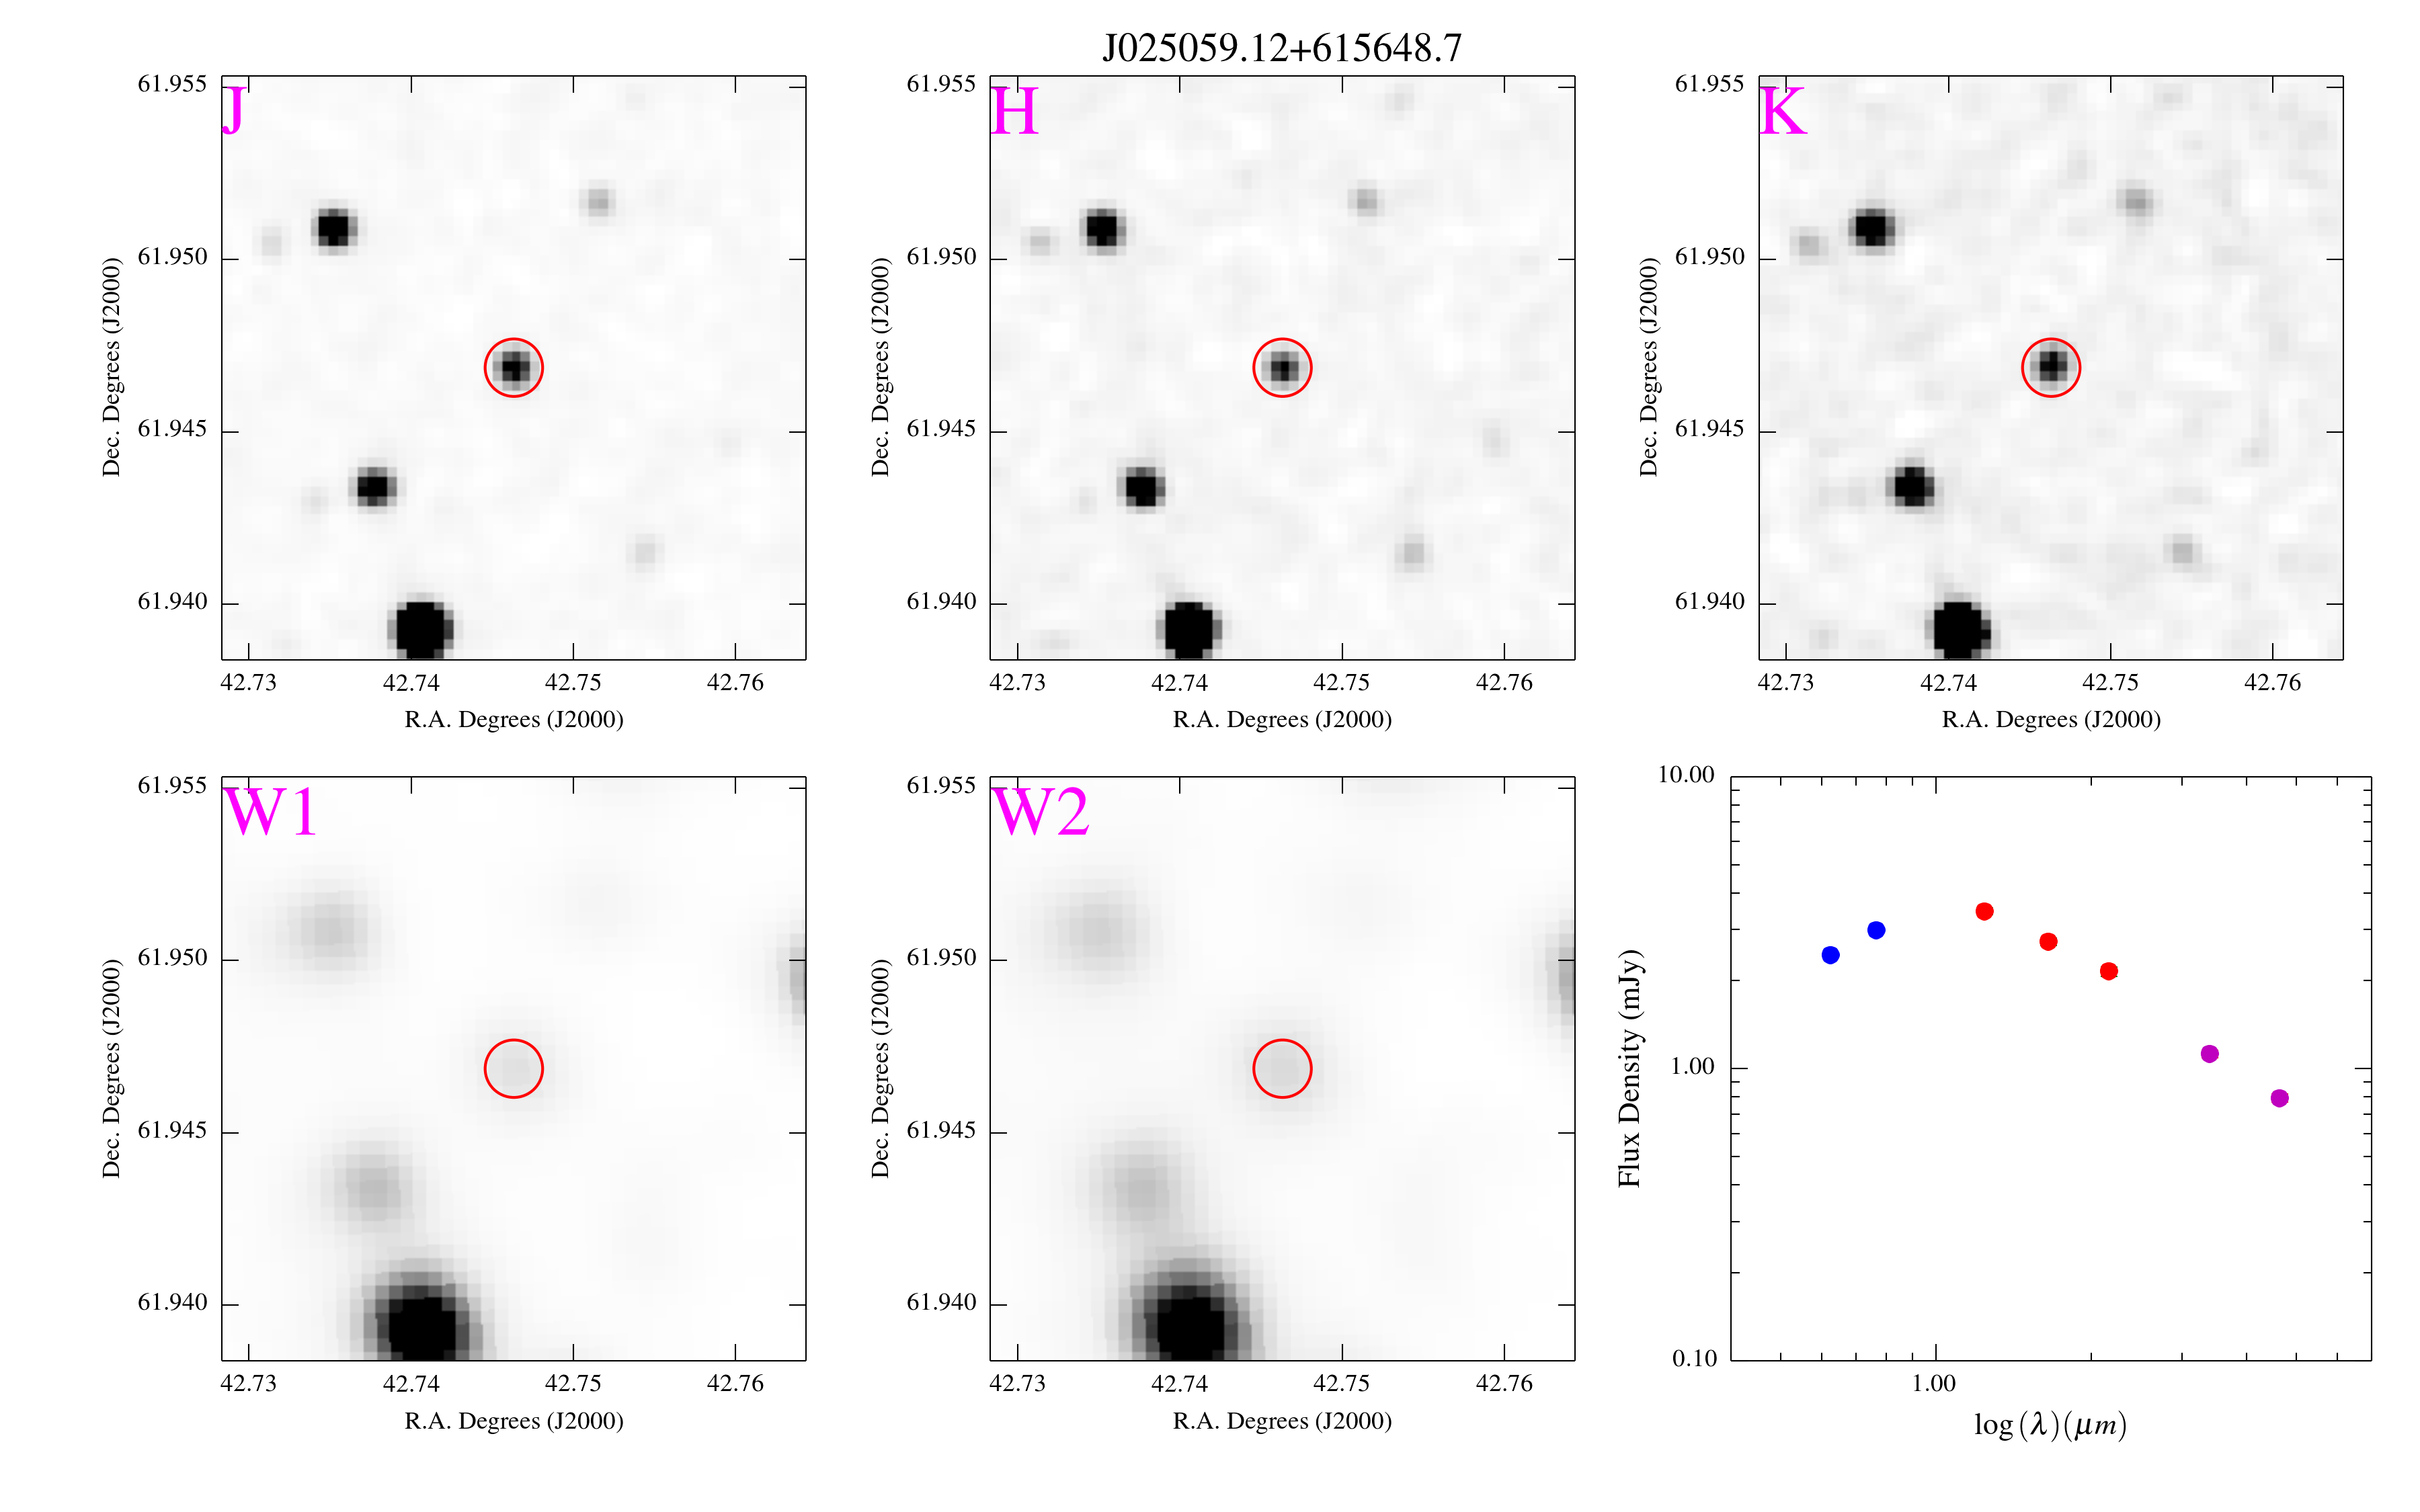 J025059.12+615648.7
J
61.955
61.950
61.945
61.940
Dec. Degrees (J2000)
42.73 42.74 42.75 42.76
R.A. Degrees (J2000)
H
61.955
61.950
61.945
61.940
Dec. Degrees (J2000)
42.73 42.74 42.75 42.76
R.A. Degrees (J2000)
K
61.955
61.950
61.945
61.940
Dec. Degrees (J2000)
42.73 42.74 42.75 42.76
R.A. Degrees (J2000)
W1
61.955
61.950
61.945
61.940
Dec. Degrees (J2000)
42.73 42.74 42.75 42.76
R.A. Degrees (J2000)
W2
61.955
61.950
61.945
61.940
Dec. Degrees (J2000)
42.73 42.74 42.75 42.76
R.A. Degrees (J2000)
10.00
1.00
0.10
Flux Density (mJy)
1.00
log(λ)(μm)